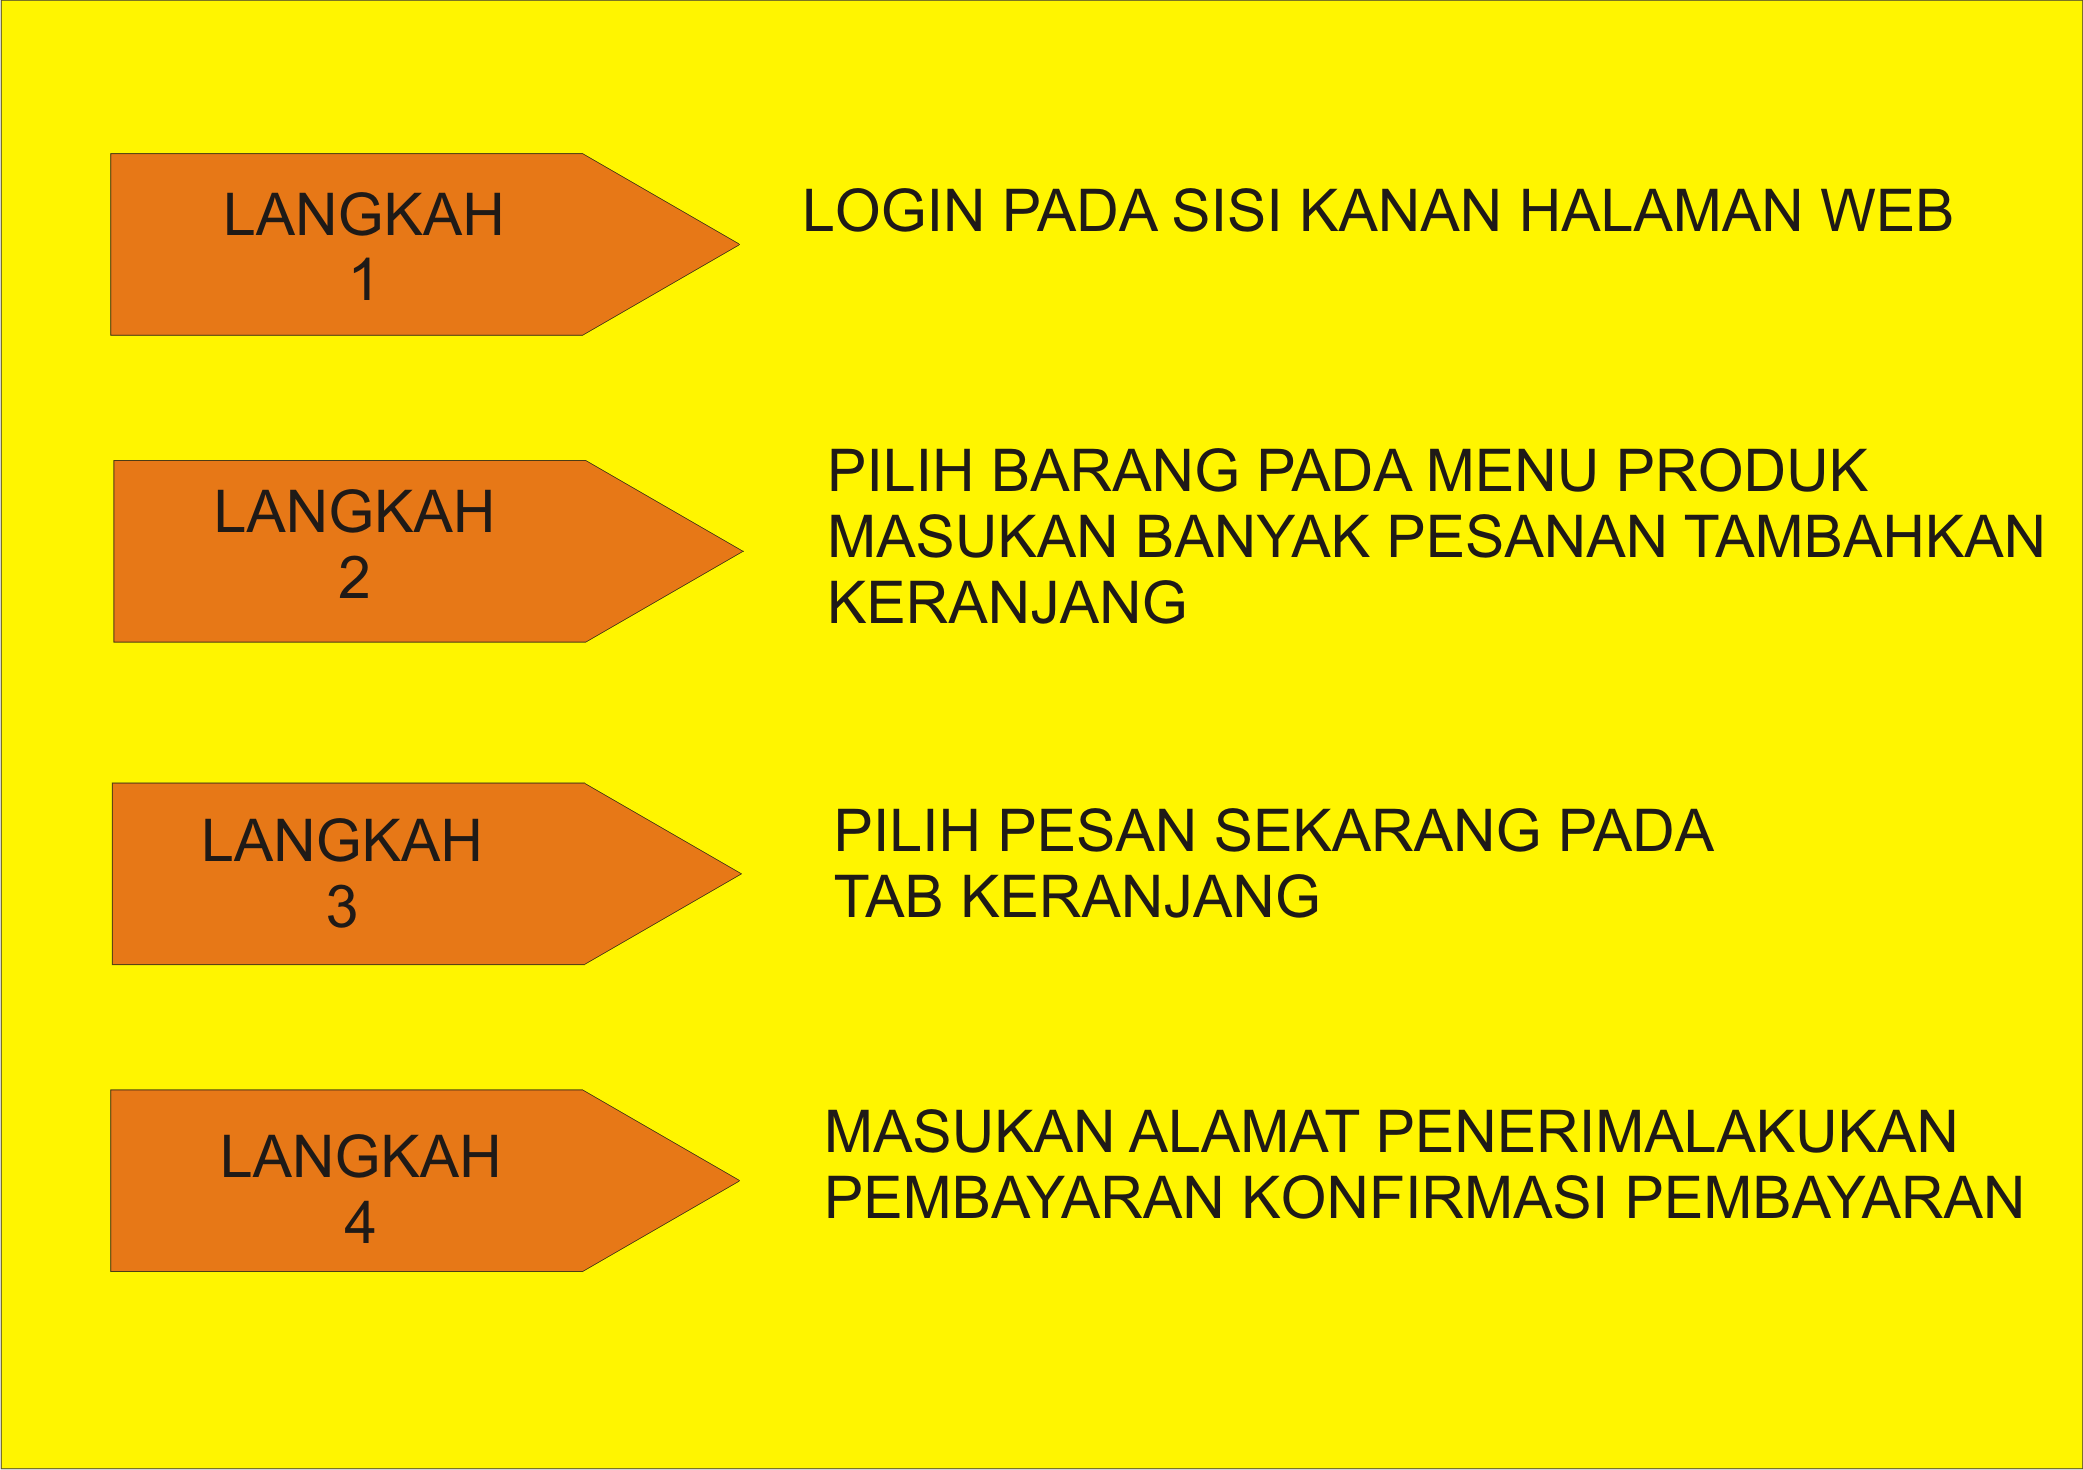 LANGKAH
1
LOGIN PADA SISI KANAN HALAMAN WEB
LANGKAH
2
PILIH BARANG PADA MENU PRODUK
MASUKAN BANYAK PESANAN TAMBAHKAN
KERANJANG
LANGKAH
3
PILIH PESAN SEKARANG PADA
TAB KERANJANG
LANGKAH
4
MASUKAN ALAMAT PENERIMALAKUKAN
PEMBAYARAN KONFIRMASI PEMBAYARAN